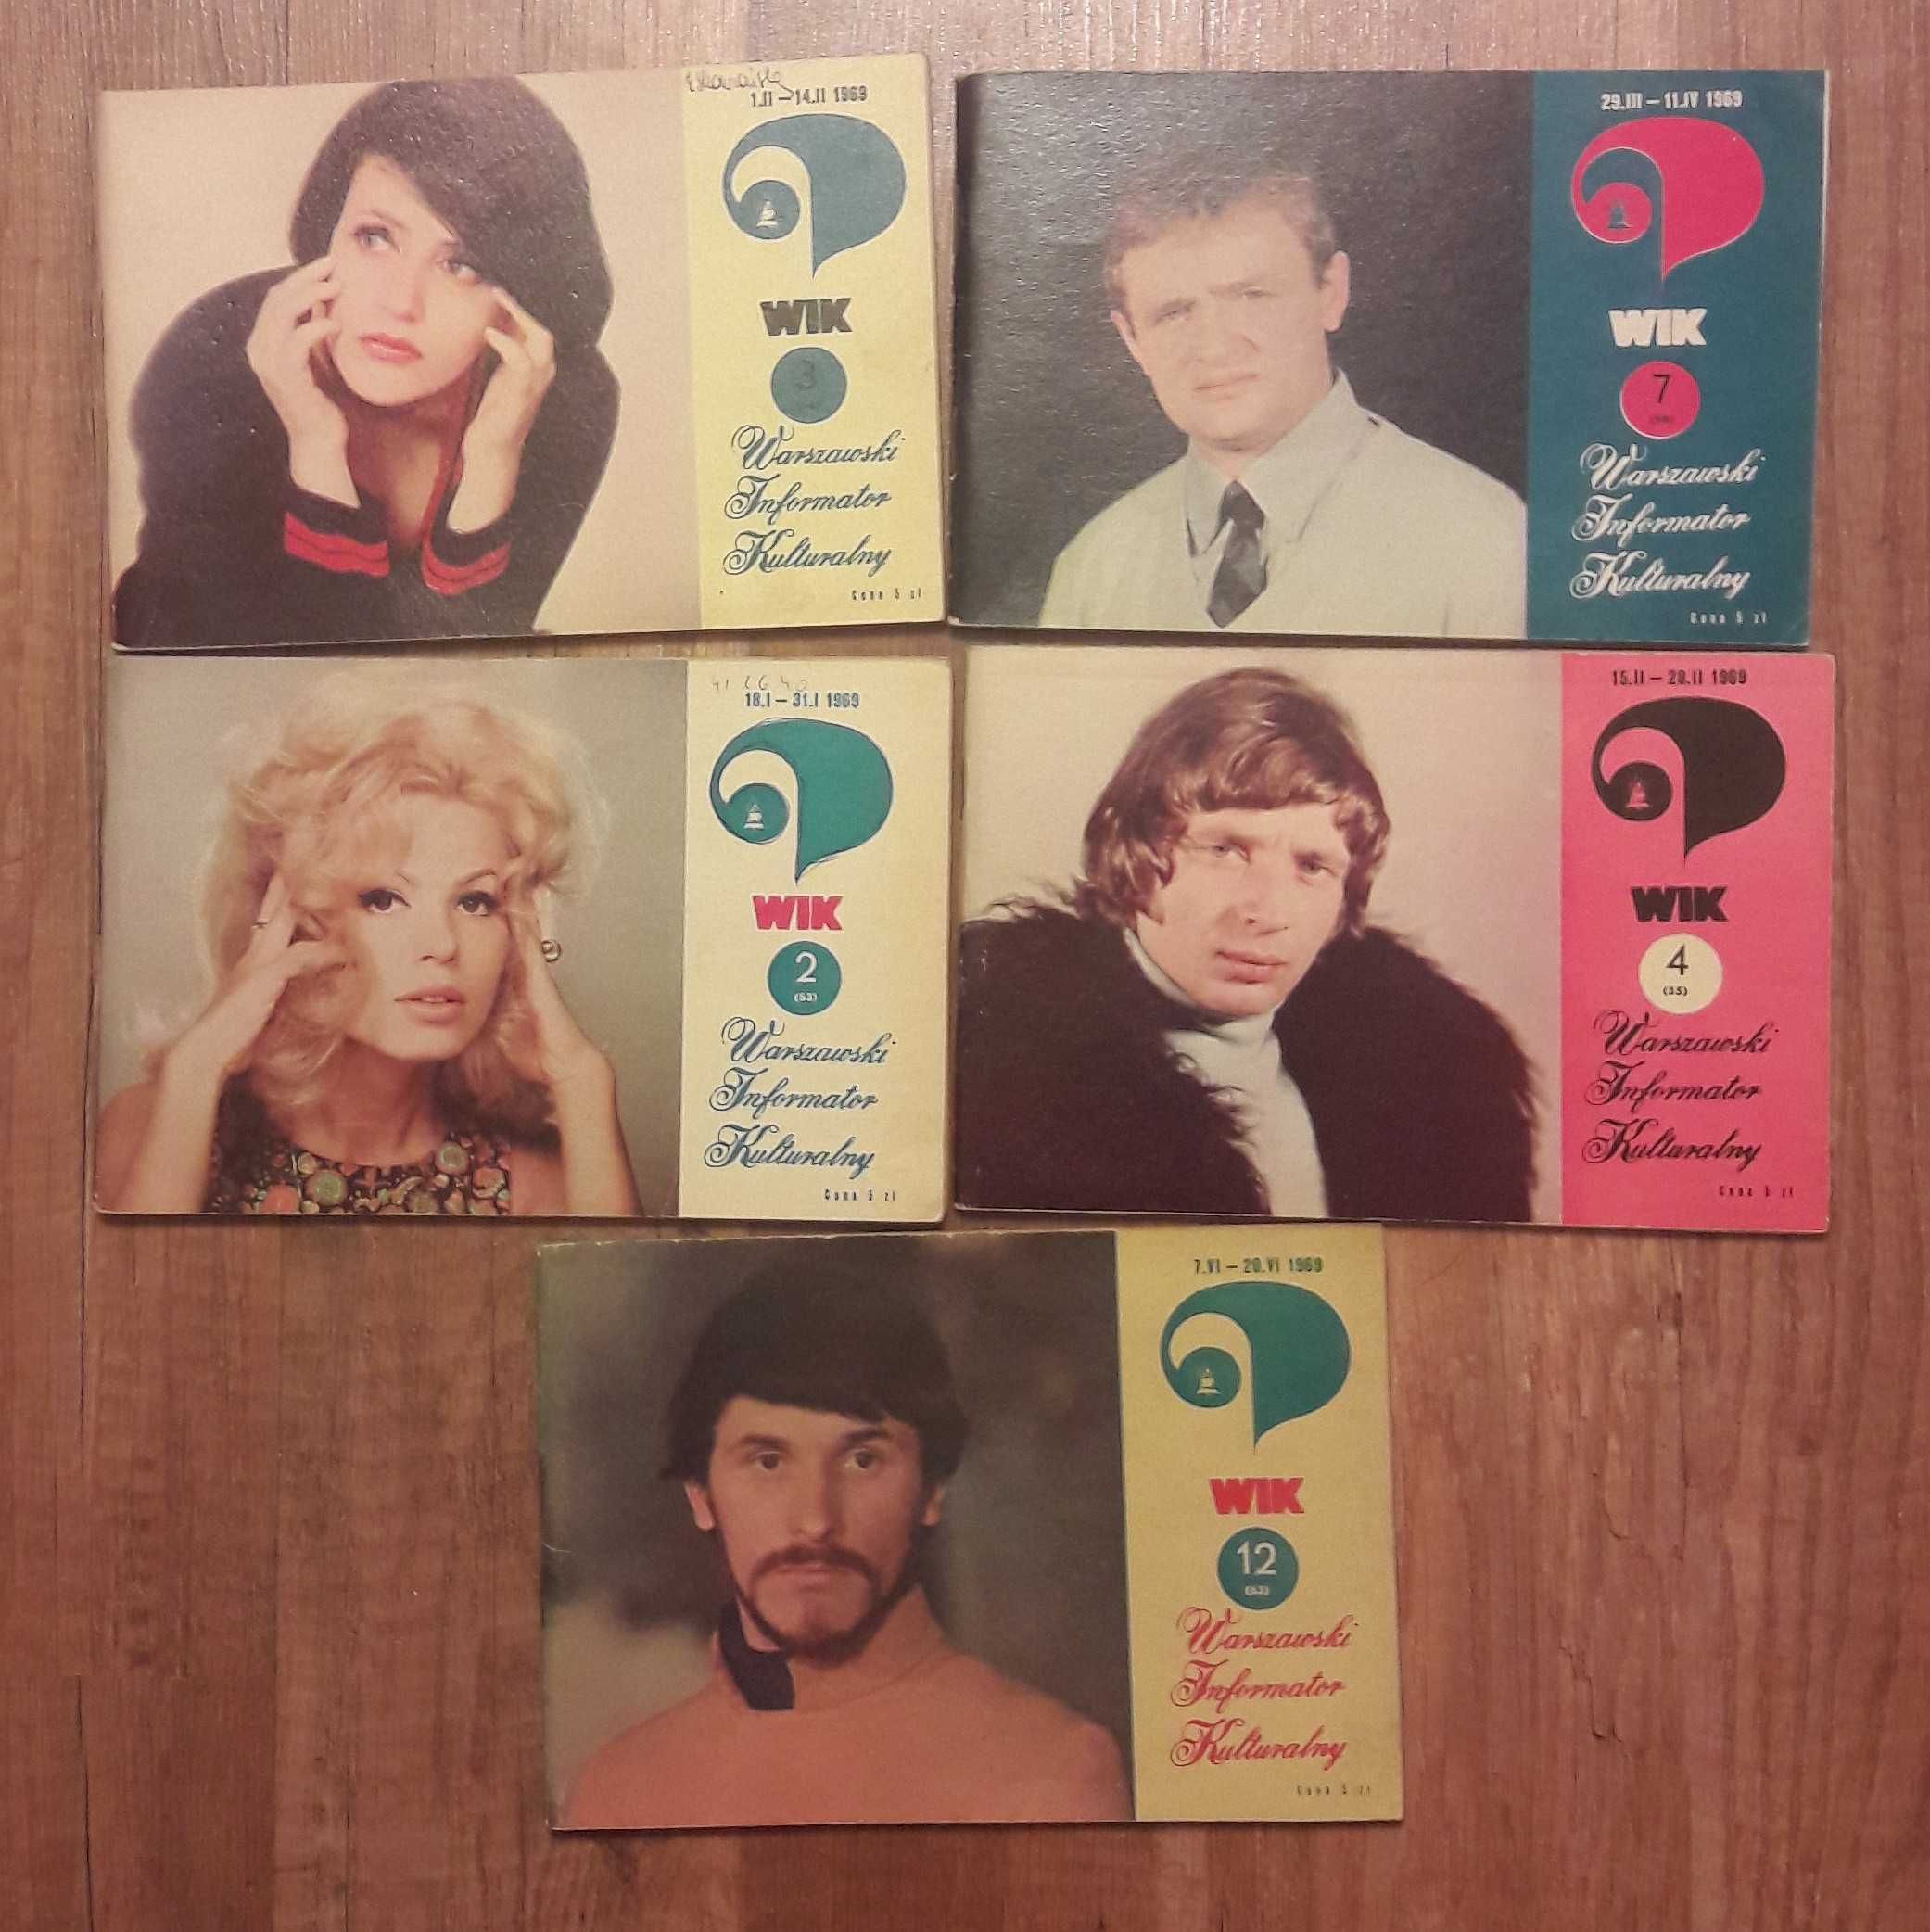 1.II – 14.II 1969
WIK
3
Warszawski
Informator
Kulturalny
Cena 5 zł
29.III – 11.IV 1969
WIK
7
Warszawski
Informator
Kulturalny
Cena 5 zł
18.I – 31.I 1969
WIK
2
(53)
Warszawski
Informator
Kulturalny
Cena 5 zł
15.II – 28.II 1969
WIK
4
(55)
Warszawski
Informator
Kulturalny
Cena 5 zł
7.VI – 20.VI 1969
WIK
12
(63)
Warszawski
Informator
Kulturalny
Cena 5 zł